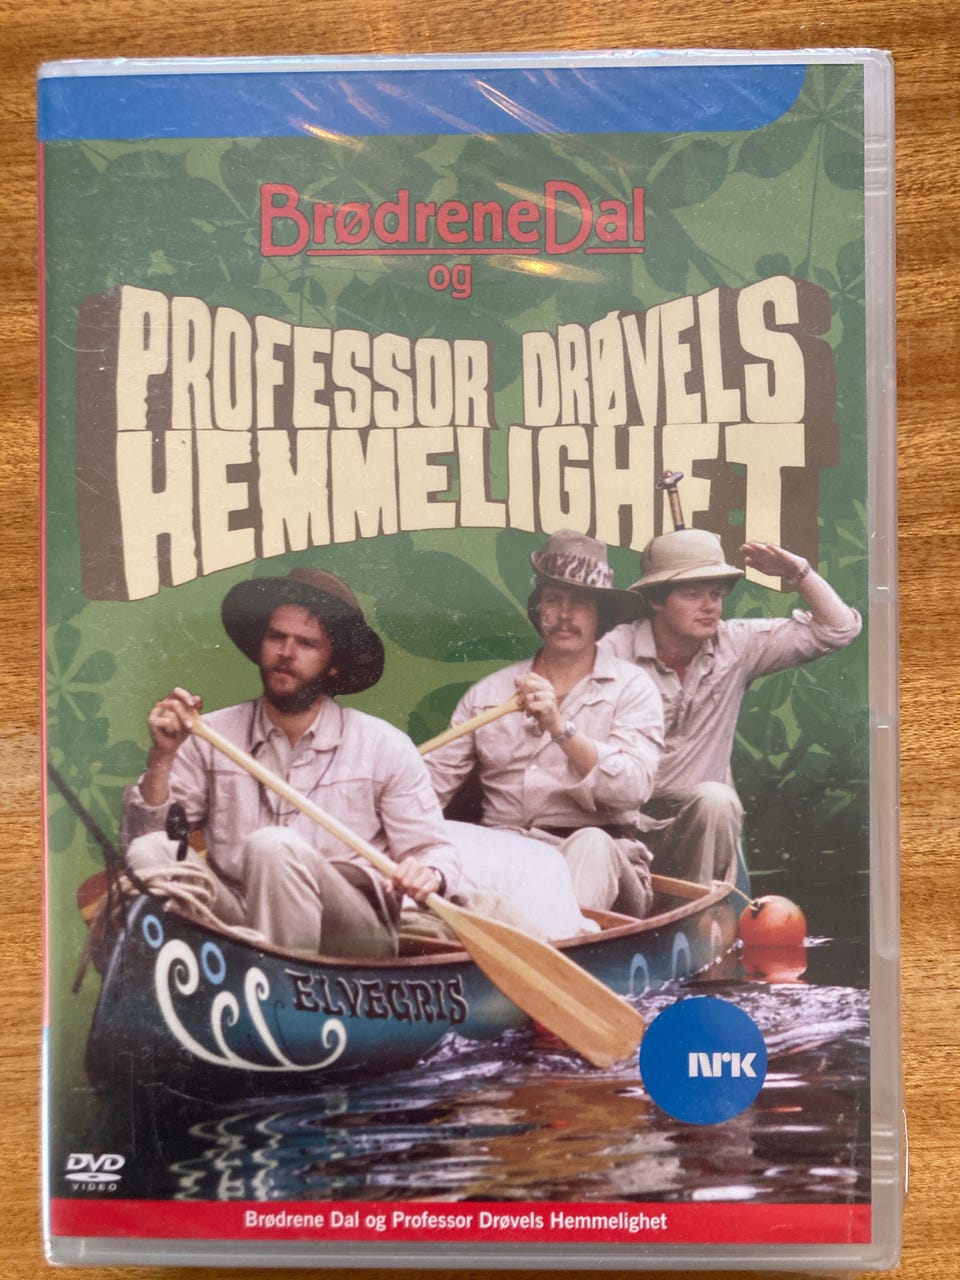 BrødreneDal
og
PROFESSOR DRØVELS
HEMMELIGHET
ELVEGRIS
NRK
DVD
VIDEO
Brødrene Dal og Professor Drøvels Hemmelighet